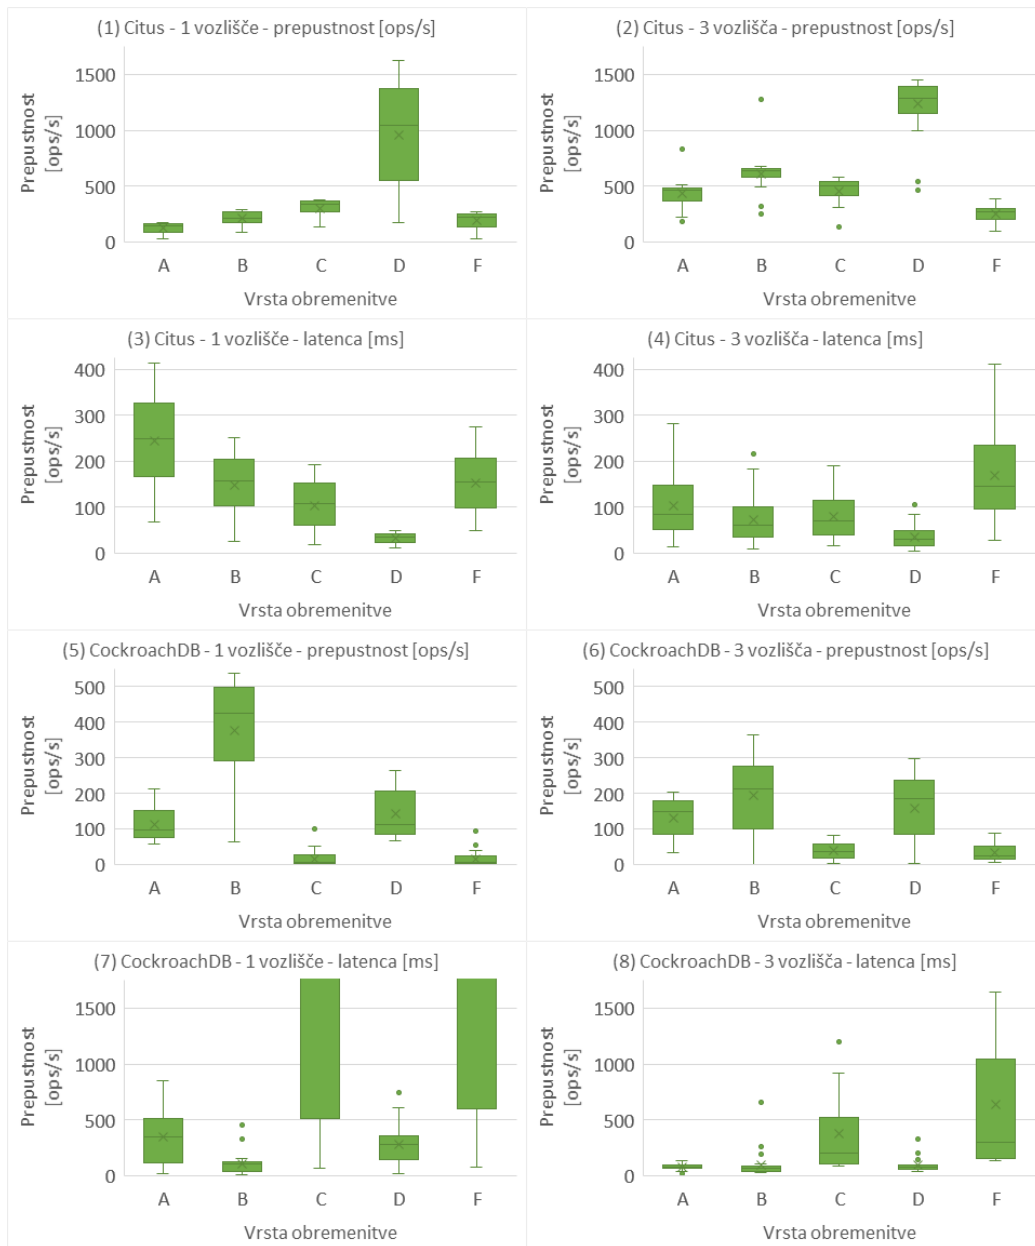 (1) Citus - 1 vozlišče - prepustnost [ops/s]
Prepustnost
[ops/s]
1500
1000
500
0
A B C D F
Vrsta obremenitve
(2) Citus - 3 vozlišča - prepustnost [ops/s]
Prepustnost
[ops/s]
1500
1000
500
0
A B C D F
Vrsta obremenitve
(3) Citus - 1 vozlišče - latenca [ms]
Prepustnost
[ops/s]
400
300
200
100
0
A B C D F
Vrsta obremenitve
(4) Citus - 3 vozlišča - latenca [ms]
Prepustnost
[ops/s]
400
300
200
100
0
A B C D F
Vrsta obremenitve
(5) CockroachDB - 1 vozlišče - prepustnost [ops/s]
Prepustnost
[ops/s]
500
400
300
200
100
0
A B C D F
Vrsta obremenitve
(6) CockroachDB - 3 vozlišča - prepustnost [ops/s]
Prepustnost
[ops/s]
500
400
300
200
100
0
A B C D F
Vrsta obremenitve
(7) CockroachDB - 1 vozlišče - latenca [ms]
Prepustnost
[ops/s]
1500
1000
500
0
A B C D F
Vrsta obremenitve
(8) CockroachDB - 3 vozlišča - latenca [ms]
Prepustnost
[ops/s]
1500
1000
500
0
A B C D F
Vrsta obremenitve